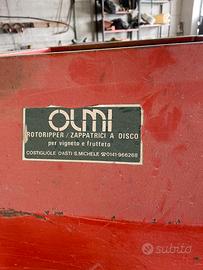 OLMI
ROTORIPPER/ZAPPATRICI A DISCO
per vigneto e frutteto
COSTIGLIOLE D'ASTI S. MICHELE ☎0141-966268
subito